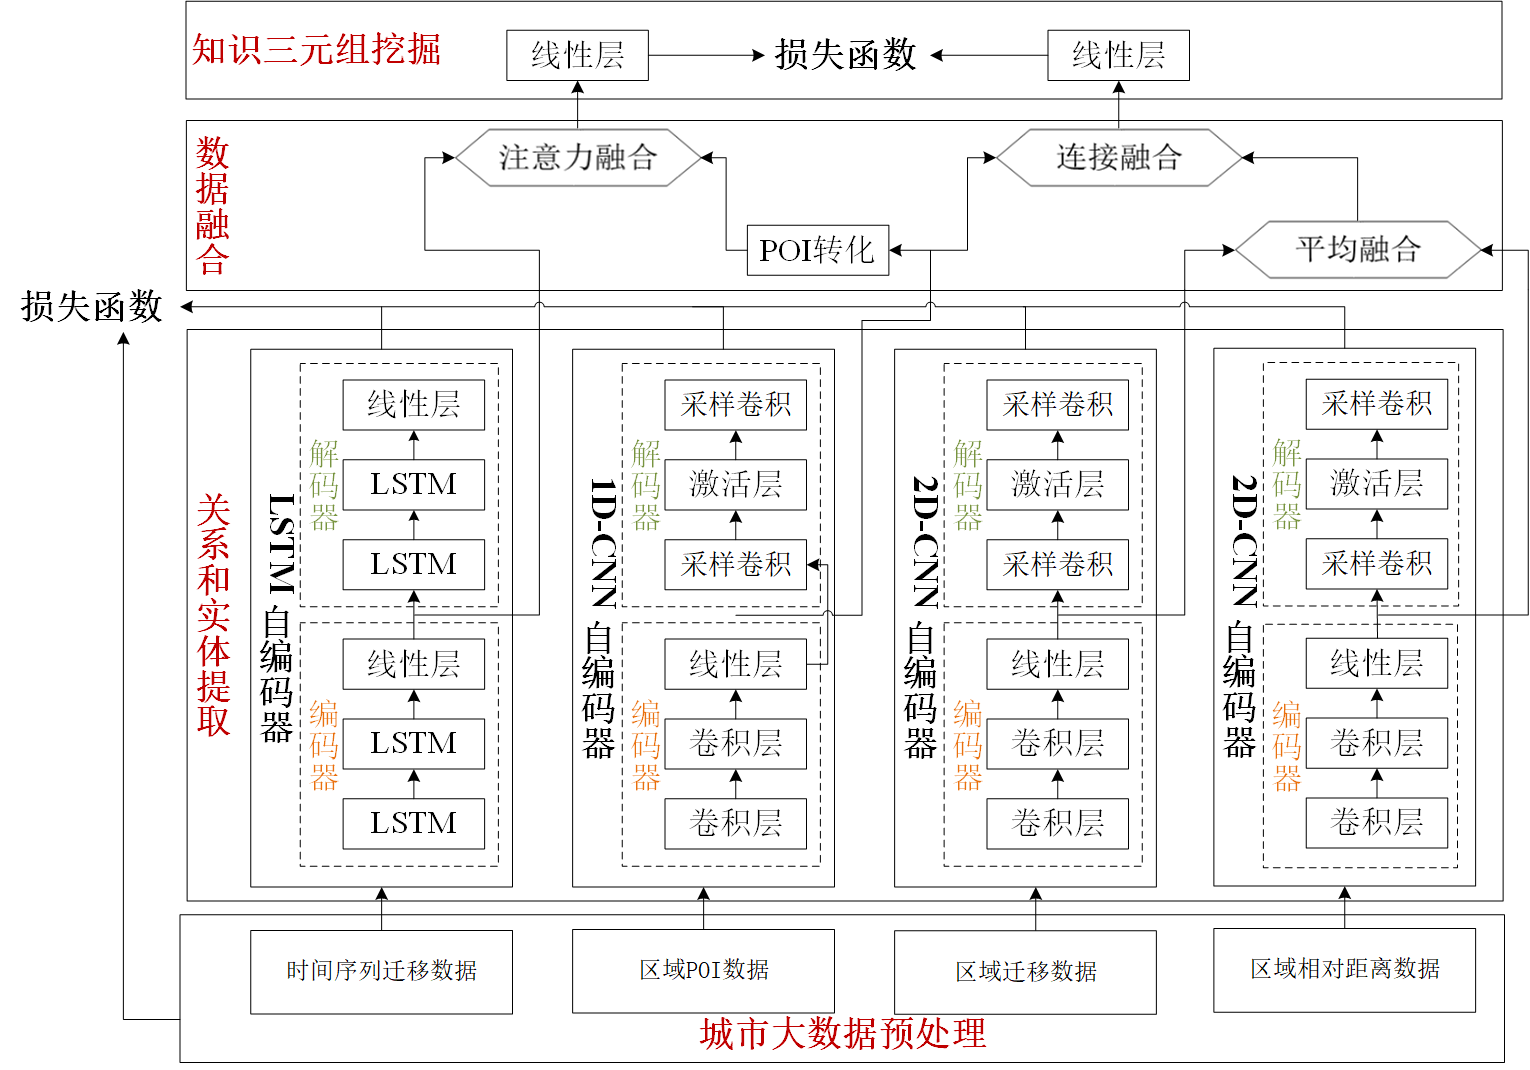 知识三元组挖掘
线性层
损失函数
线性层
数据融合
注意力融合
连接融合
POI转化
平均融合
损失函数
关系和实体提取
LSTM自编码器
解码器
线性层
LSTM
LSTM
编码器
线性层
LSTM
LSTM
1D-CNN自编码器
解码器
采样卷积
激活层
采样卷积
编码器
线性层
卷积层
卷积层
2D-CNN自编码器
解码器
采样卷积
激活层
采样卷积
编码器
线性层
卷积层
卷积层
2D-CNN自编码器
解码器
采样卷积
激活层
采样卷积
编码器
线性层
卷积层
卷积层
时间序列迁移数据
区域POI数据
区域迁移数据
区域相对距离数据
城市大数据预处理